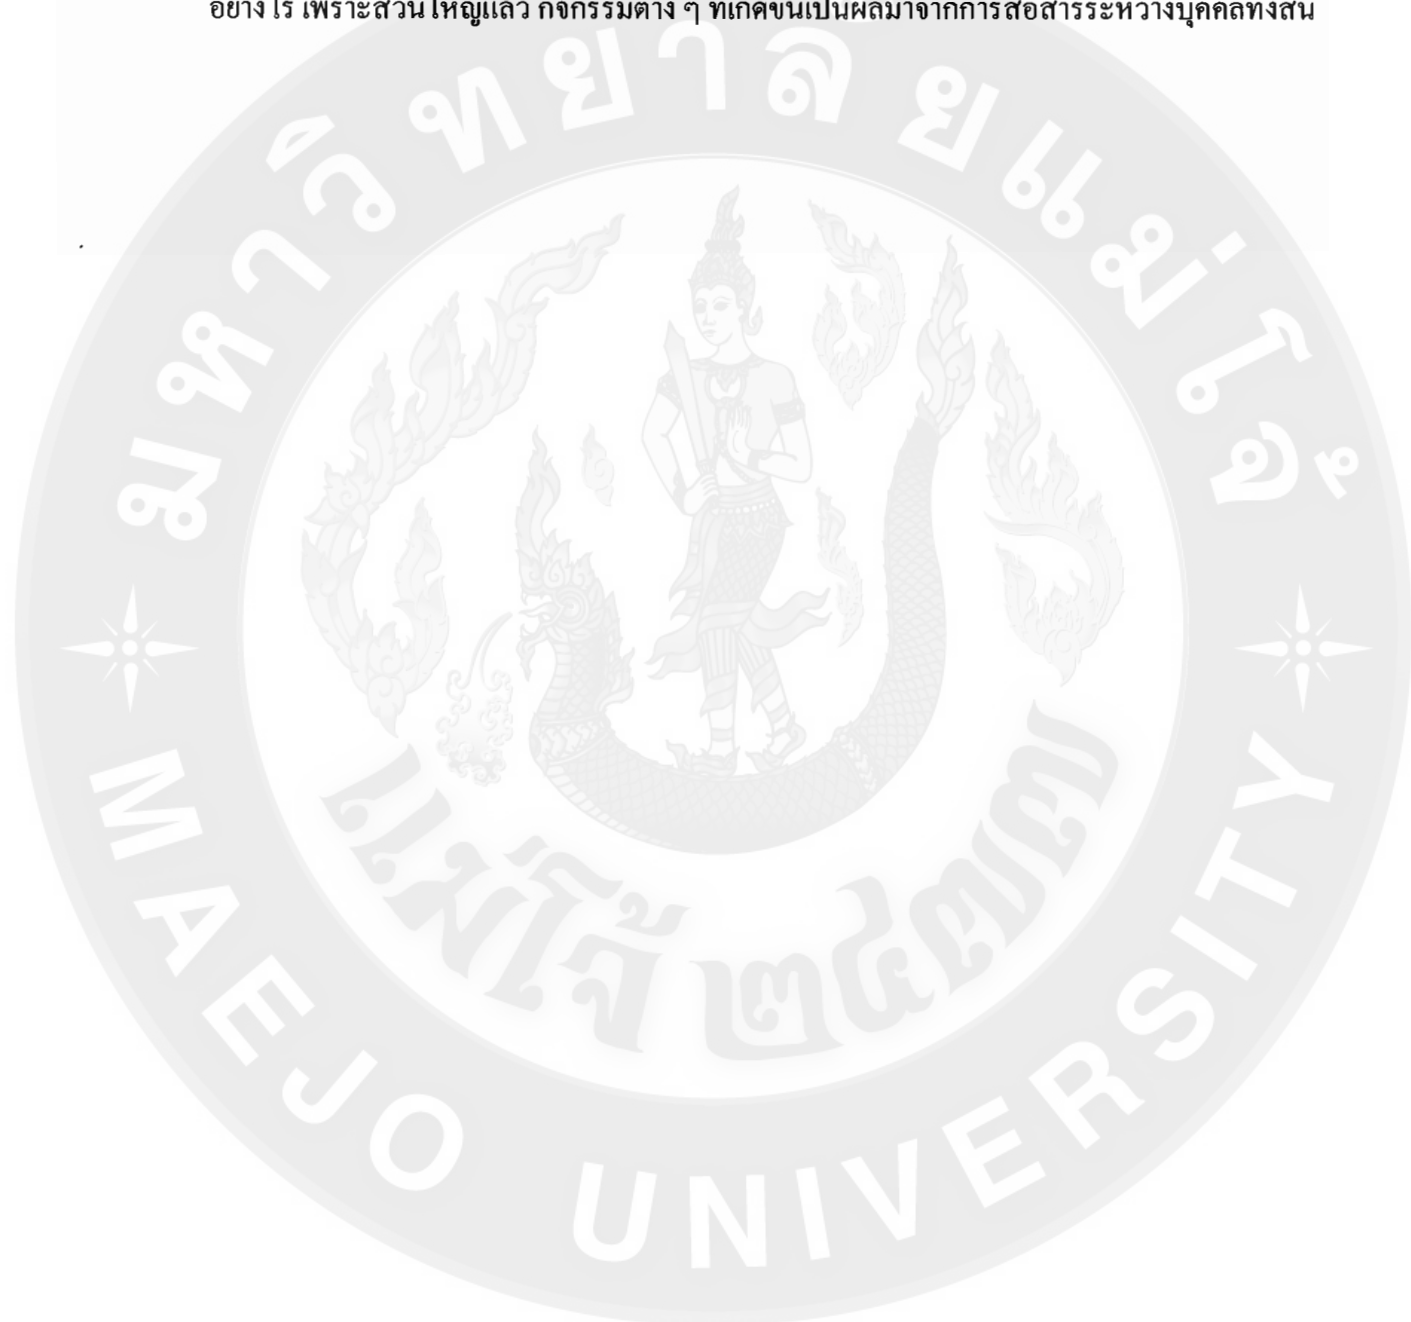 อย่างไร เพราะส่วนใหญ่แล้ว กิจกรรมต่าง ๆ ที่เกิดขึ้นเป็นผลมาจากการสื่อสารระหว่างบุคคลทั้งสิ้น
มหาวิทยาลัยแม่โจ้
แม่โจ้ ๒๔๗๗
MAEJO UNIVERSITY